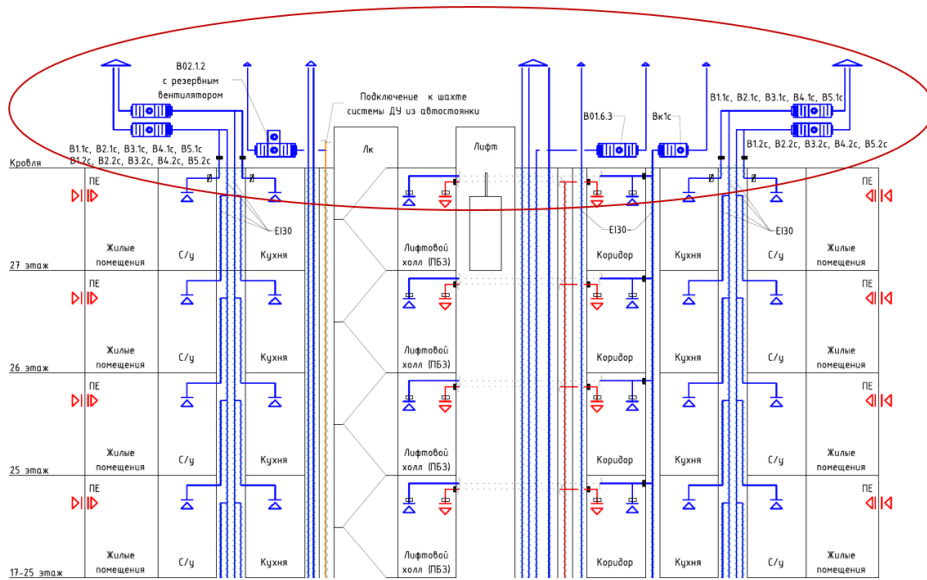 В02.1.2
с резервным
вентилятором
Подключение к шахте
системы ДУ из автостоянки
В1.1с, В2.1с, В3.1с, В4.1с, В5.1с
В1.2с, В2.2с, В3.2с, В4.2с, В5.2с
В01.6.3
Вк1с
В1.1с, В2.1с, В3.1с, В4.1с, В5.1с
В1.2с, В2.2с, В3.2с, В4.2с, В5.2с
Кровля
Лк
Лифт
ПЕ
ПЕ
EI30
EI30
EI30
Жилые
помещения
С/у
Кухня
Лифтовой
холл (ПБЗ)
Коридор
Кухня
С/у
Жилые
помещения
27 этаж
ПЕ
ПЕ
Жилые
помещения
С/у
Кухня
Лифтовой
холл (ПБЗ)
Коридор
Кухня
С/у
Жилые
помещения
26 этаж
ПЕ
ПЕ
Жилые
помещения
С/у
Кухня
Лифтовой
холл (ПБЗ)
Коридор
Кухня
С/у
Жилые
помещения
25 этаж
ПЕ
ПЕ
Жилые
помещения
С/у
Кухня
Лифтовой
холл (ПБЗ)
Коридор
Кухня
С/у
Жилые
помещения
17-25 этаж